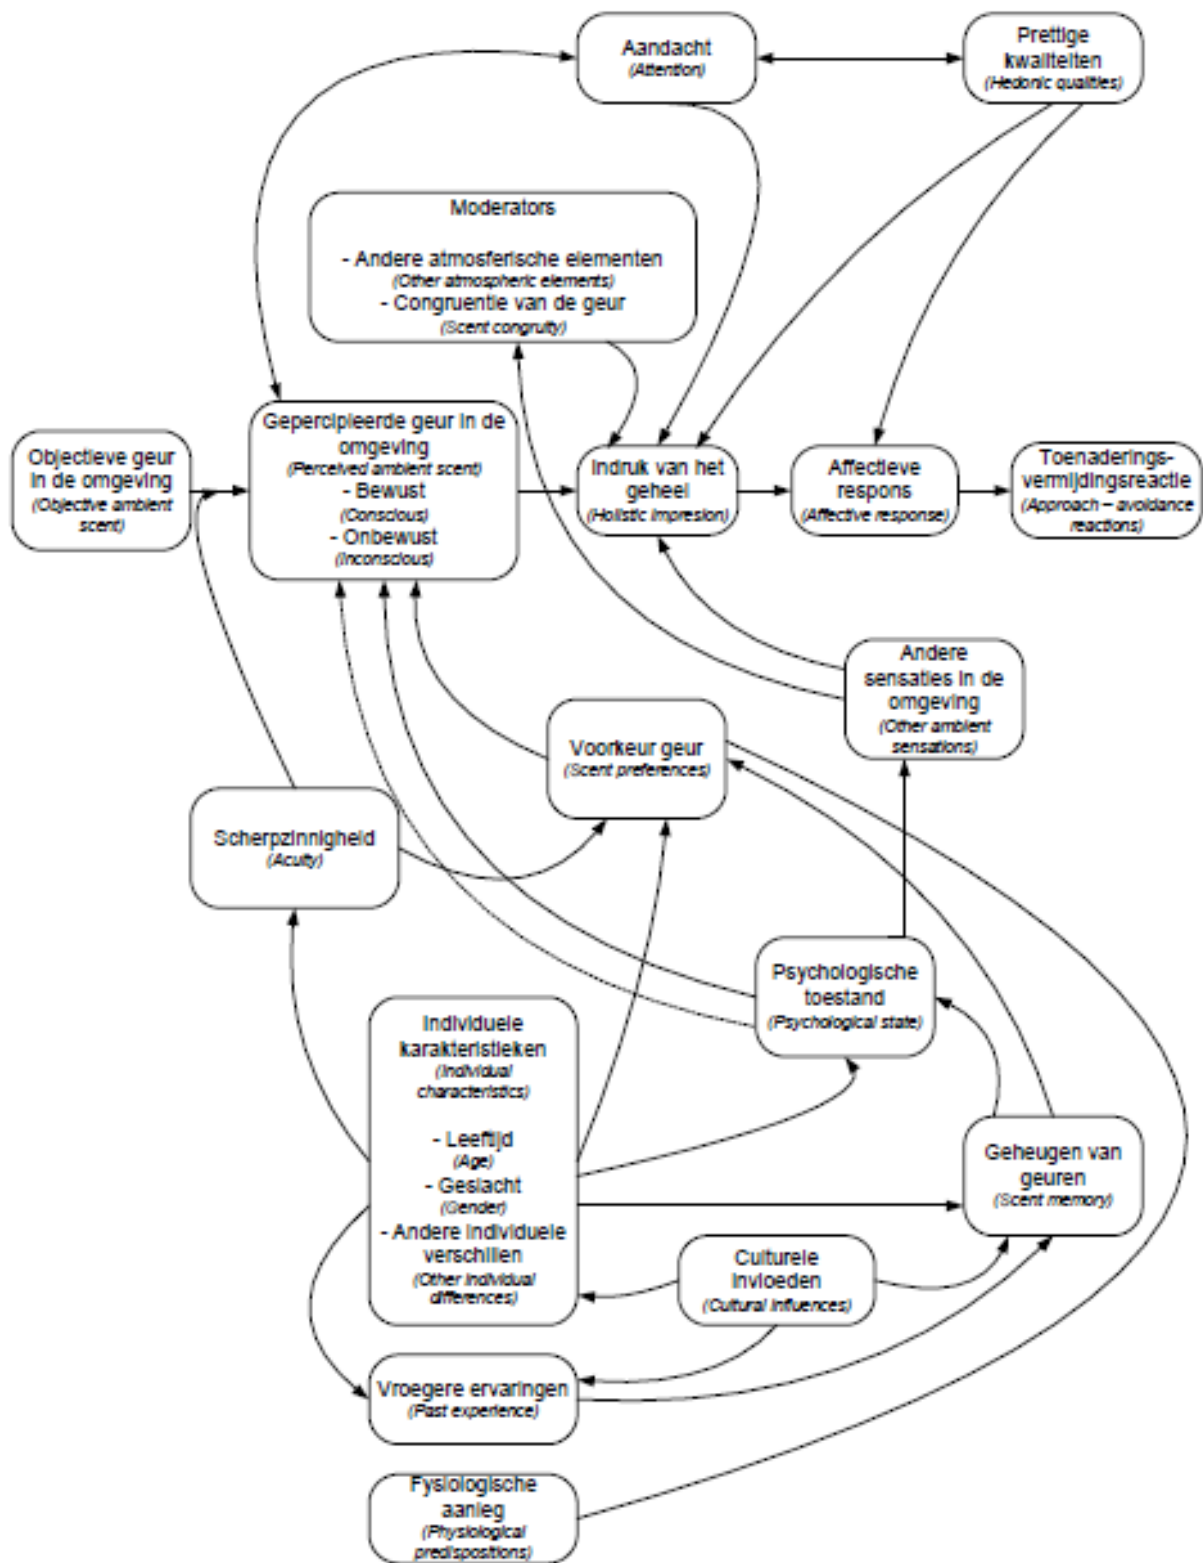 Aandacht
(Attention)
Prettige
kwaliteiten
(Hedonic qualities)
Moderators
- Andere atmosferische elementen
(Other atmospheric elements)
- Congruentie van de geur
(Scent congruity)
Objectieve geur
in de omgeving
(Objective ambient
scent)
Gepercipieerde geur in de
omgeving
(Perceived ambient scent)
- Bewust
(Conscious)
- Onbewust
(Inconscious)
Indruk van het
geheel
(Holistic impresion)
Affectieve
respons
(Affective response)
Toenaderings-
vermijdingsreactie
(Approach – avoidance
reactions)
Andere
sensaties in de
omgeving
(Other ambient
sensations)
Voorkeur geur
(Scent preferences)
Scherpzinnigheid
(Acuity)
Psychologische
toestand
(Psychological state)
Individuele
karakteristieken
(Individual
characteristics)
- Leeftijd
(Age)
- Geslacht
(Gender)
- Andere individuele
verschillen
(Other individual
differences)
Geheugen van
geuren
(Scent memory)
Culturele
invloeden
(Cultural influences)
Vroegere ervaringen
(Past experience)
Fysiologische
aanleg
(Physiological
predispositions)